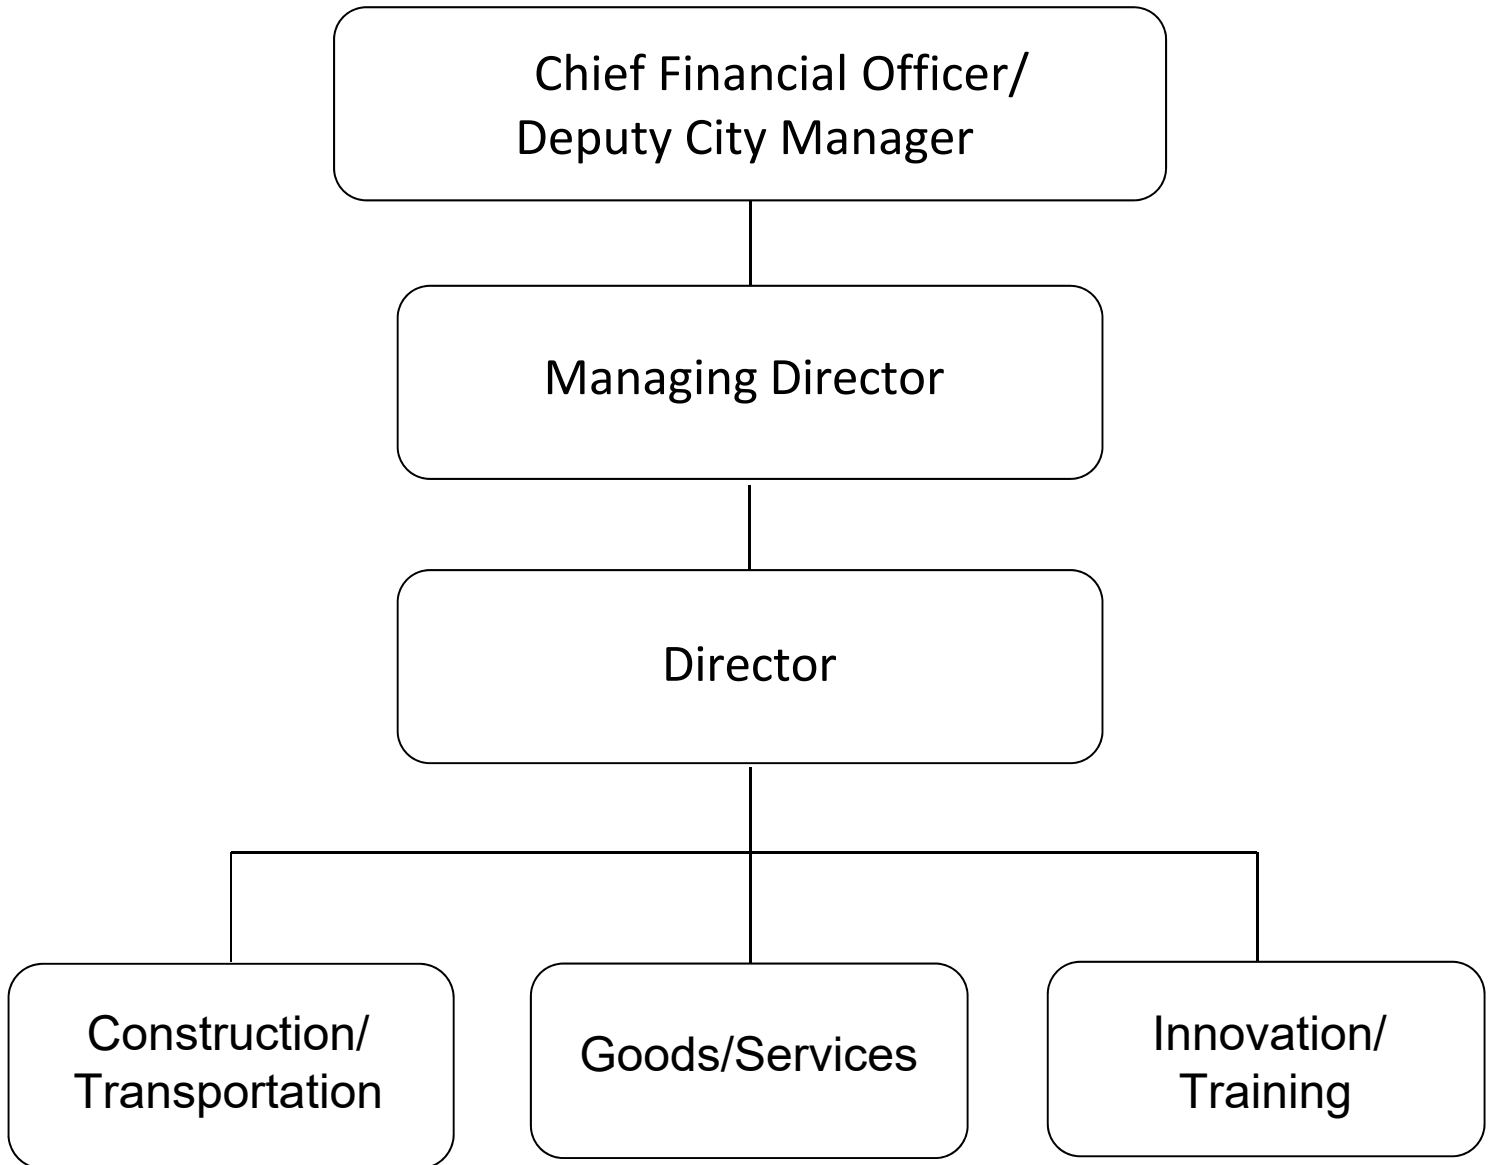 Chief Financial Officer/
Deputy City Manager
Managing Director
Director
Construction/
Transportation
Goods/Services
Innovation/
Training